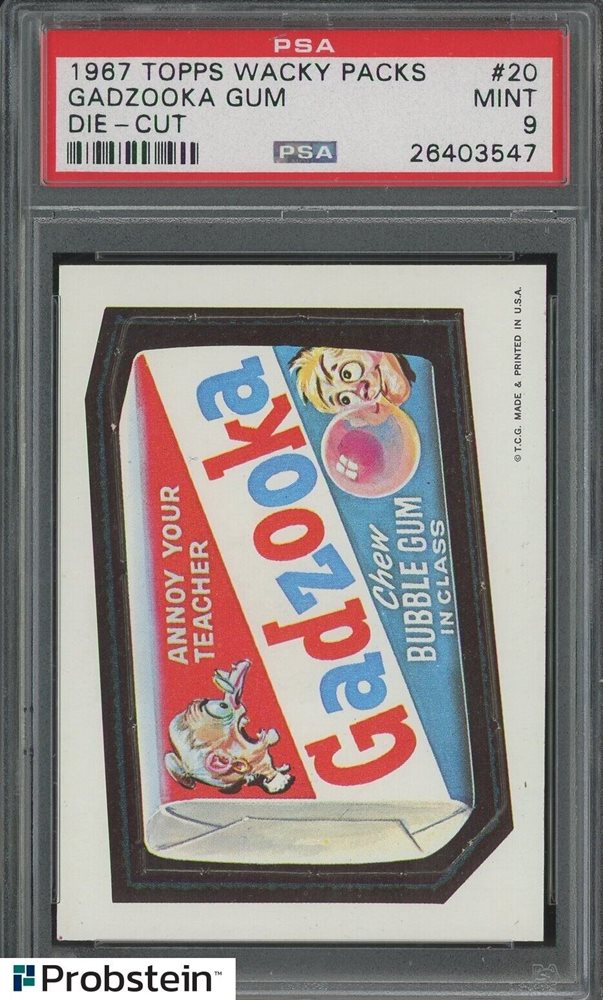 PSA
1967 TOPPS WACKY PACKS #20
GADZOOKA GUM MINT
DIE-CUT 9
PSA 26403547
© T.C.G. MADE & PRINTED IN U.S.A.
ANNOY YOUR
TEACHER
Gadzooka
Chew
BUBBLE GUM
IN CLASS
Probstein™